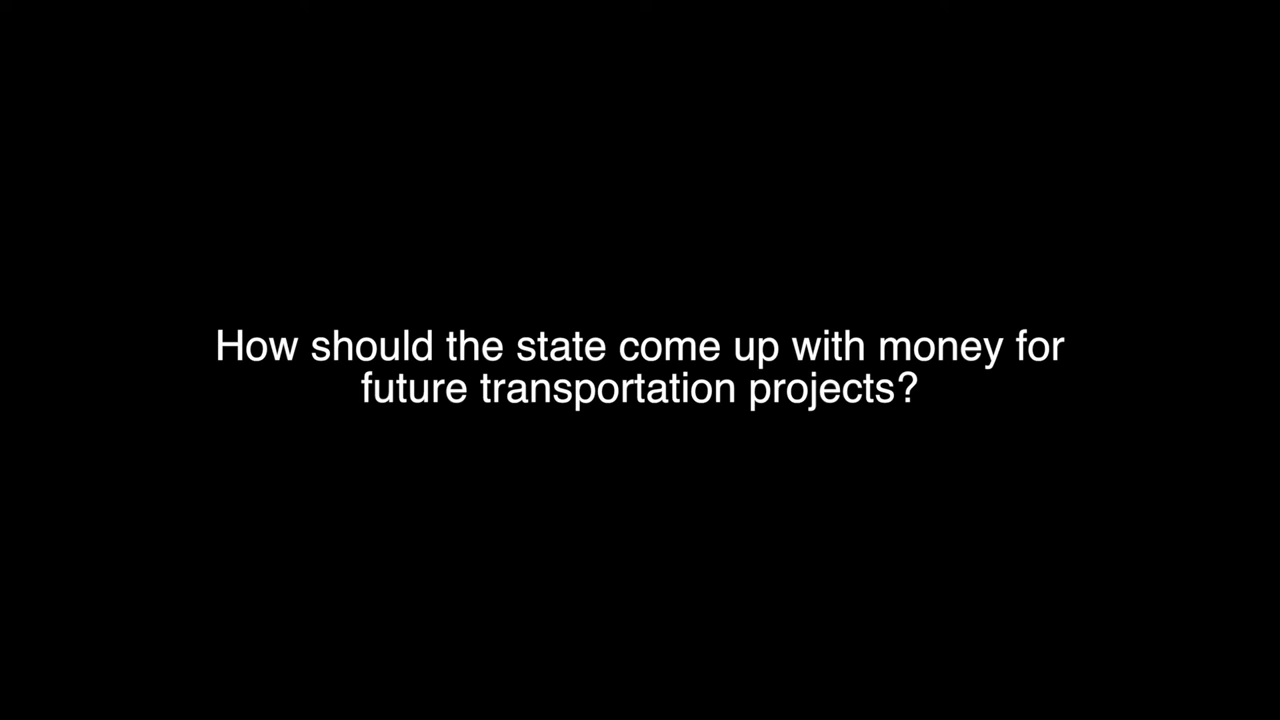 How should the state come up with money for
future transportation projects?